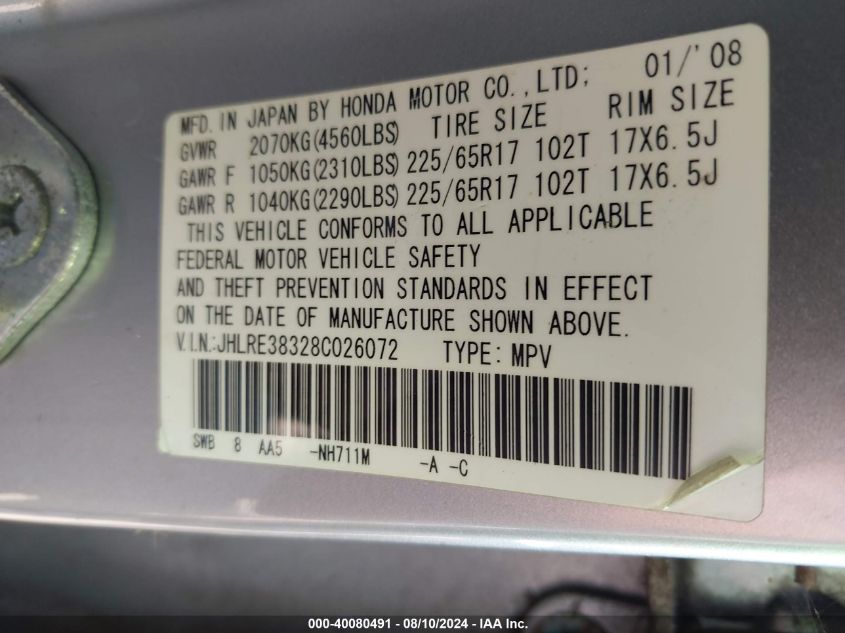 MFD. IN JAPAN BY HONDA MOTOR CO., LTD; 01/'08
GVWR 2070KG(4560LBS) TIRE SIZE RIM SIZE
GAWR F 1050KG(2310LBS) 225/65R17 102T 17X6.5J
GAWR R 1040KG(2290LBS) 225/65R17 102T 17X6.5J
THIS VEHICLE CONFORMS TO ALL APPLICABLE
FEDERAL MOTOR VEHICLE SAFETY
AND THEFT PREVENTION STANDARDS IN EFFECT
ON THE DATE OF MANUFACTURE SHOWN ABOVE.
V.I.N.:JHLRE38328C026072 TYPE: MPV
SWB 8 AA5 -NH711M -A -C
000-40080491 - 08/10/2024 - IAA Inc.